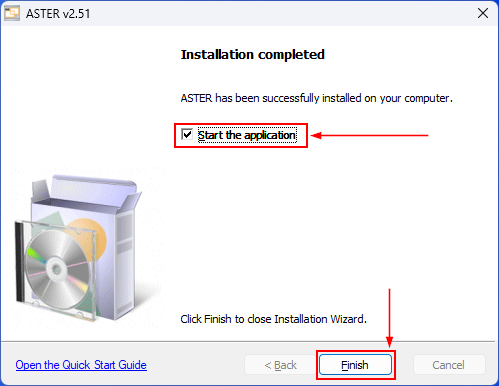 ASTER v2.51
Installation completed
ASTER has been successfully installed on your computer.
Start the application
Click Finish to close Installation Wizard.
Open the Quick Start Guide
< Back
Finish
Cancel